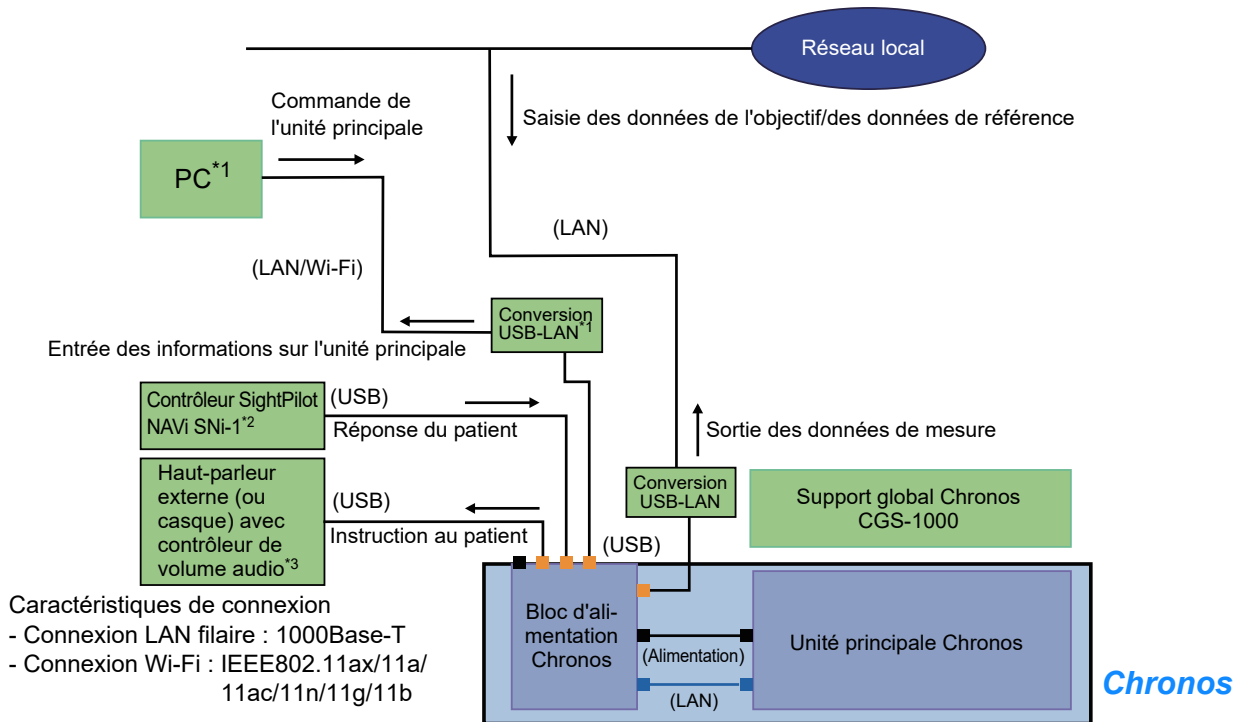 Réseau local
Commande de
l'unité principale
Saisie des données de l'objectif/des données de référence
PC*1
(LAN)
(LAN/Wi-Fi)
Conversion
USB-LAN*1
Entrée des informations sur l'unité principale
Contrôleur SightPilot
NAVi SNi-1*2
(USB)
Réponse du patient
Sortie des données de mesure
Haut-parleur
externe (ou
casque) avec
contrôleur de
volume audio*3
(USB)
Instruction au patient
Conversion
USB-LAN
Support global Chronos
CGS-1000
(USB)
Bloc d'ali-
mentation
Chronos
(Alimentation)
(LAN)
Unité principale Chronos
Chronos
Caractéristiques de connexion
- Connexion LAN filaire : 1000Base-T
- Connexion Wi-Fi : IEEE802.11ax/11a/
11ac/11n/11g/11b